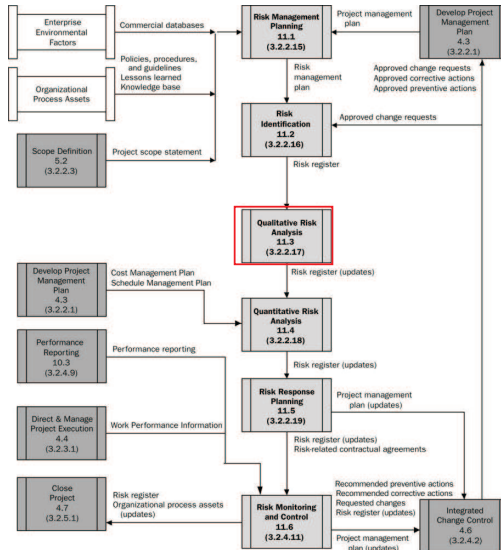 Enterprise
Environmental
Factors
Commercial databases
Risk Management
Planning
11.1
(3.2.2.15)
Project management
plan
Develop Project
Management
Plan
4.3
(3.2.2.1)
Policies, procedures,
and guidelines
Lessons learned
Knowledge base
Organizational
Process Assets
Risk
management
plan
Approved change requests
Approved corrective actions
Approved preventive actions
Risk
Identification
11.2
(3.2.2.16)
Approved change requests
Scope Definition
5.2
(3.2.2.3)
Project scope statement
Risk register
Qualitative Risk
Analysis
11.3
(3.2.2.17)
Risk register (updates)
Develop Project
Management
Plan
4.3
(3.2.2.1)
Cost Management Plan
Schedule Management Plan
Quantitative Risk
Analysis
11.4
(3.2.2.18)
Performance
Reporting
10.3
(3.2.4.9)
Performance reporting
Risk register (updates)
Risk Response
Planning
11.5
(3.2.2.19)
Project management
plan (updates)
Direct & Manage
Project Execution
4.4
(3.2.3.1)
Work Performance Information
Risk register (updates)
Risk-related contractual agreements
Close
Project
4.7
(3.2.5.1)
Risk register
Organizational process assets
(updates)
Risk Monitoring
and Control
11.6
(3.2.4.11)
Recommended preventive actions
Recommended corrective actions
Requested changes
Risk register (updates)
Project management
plan (updates)
Integrated
Change Control
4.6
(3.2.4.2)